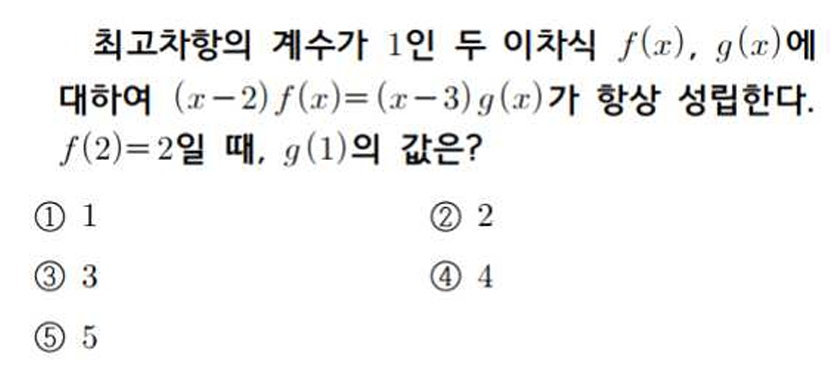 최고차항의 계수가 1인 두 이차식 f(x), g(x)에
대하여 (x-2)f(x)=(x-3)g(x)가 항상 성립한다.
f(2)=2일 때, g(1)의 값은?
① 1 ② 2
③ 3 ④ 4
⑤ 5